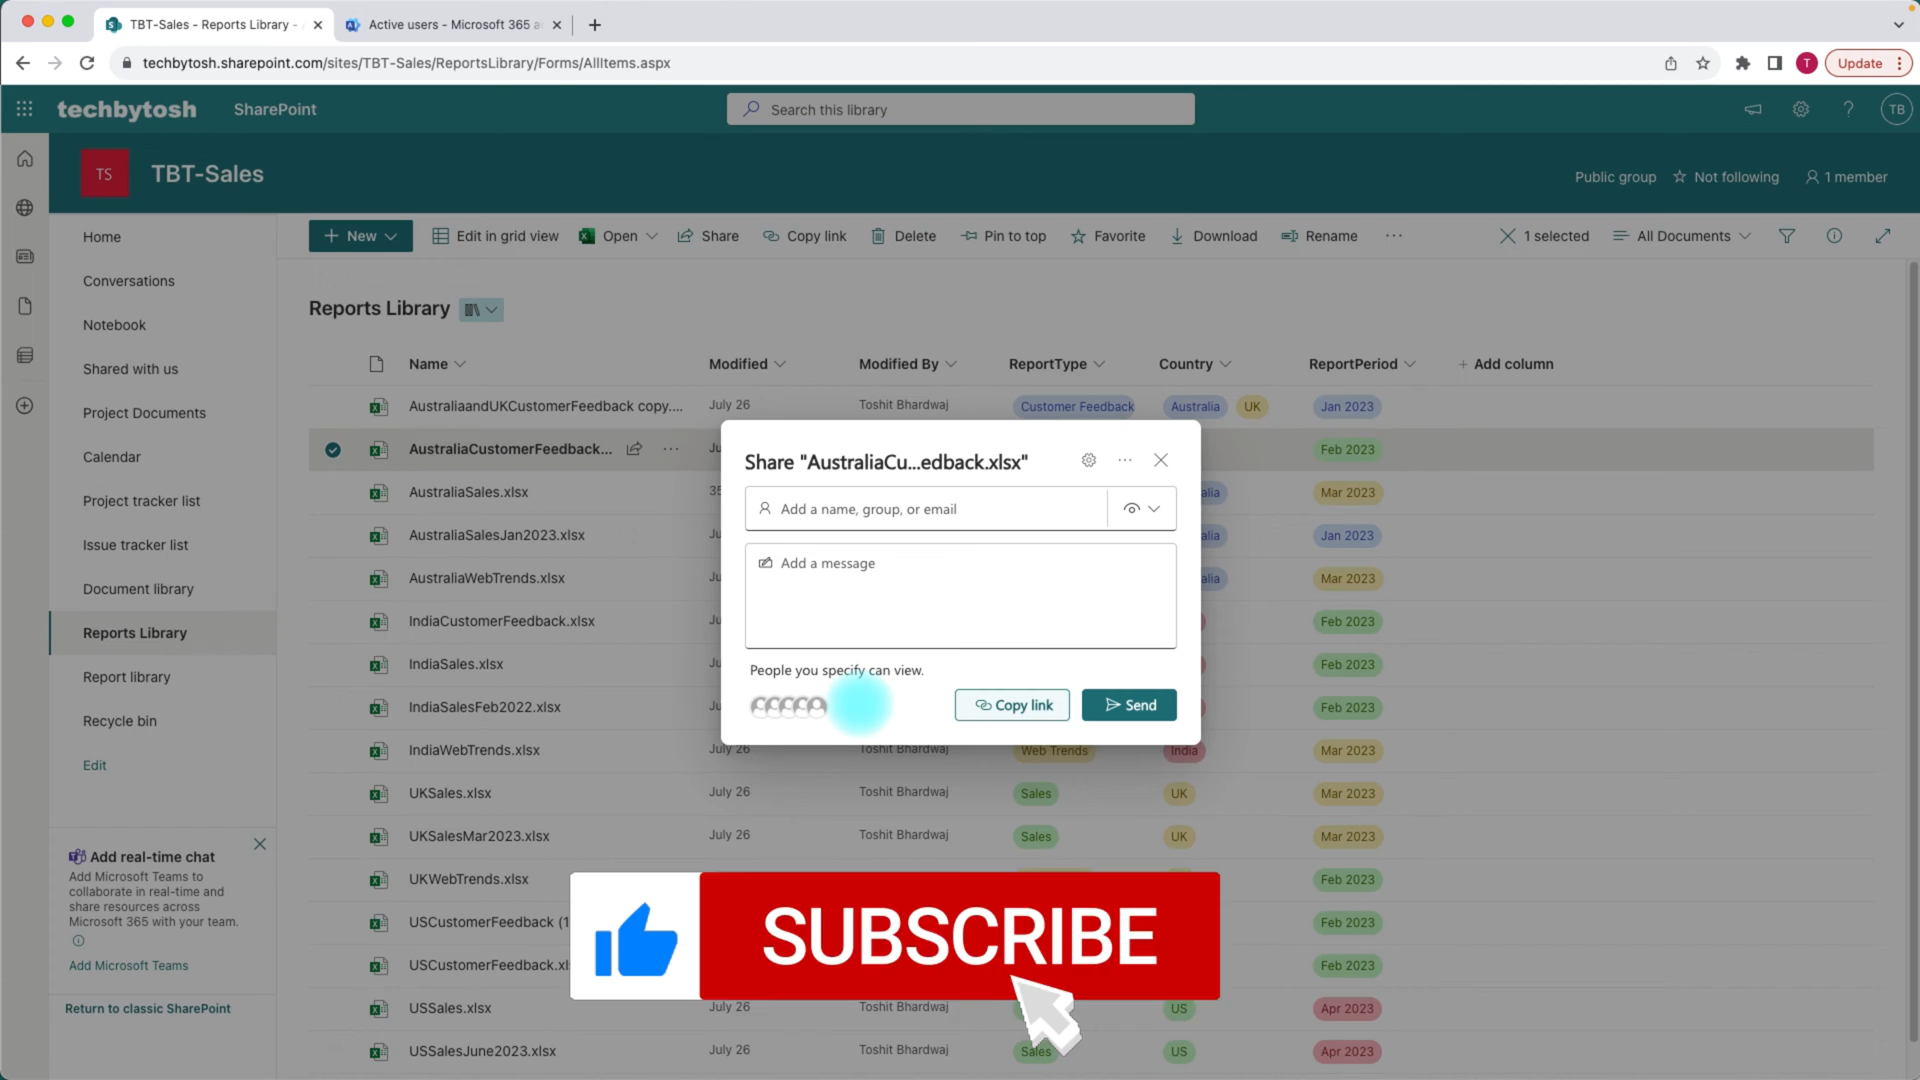 TBT-Sales - Reports Library -
Active users - Microsoft 365 a
techbytosh.sharepoint.com/sites/TBT-Sales/ReportsLibrary/Forms/AllItems.aspx
T
Update
techbytosh
SharePoint
Search this library
TB
TS
TBT-Sales
Public group
Not following
1 member
Home
Conversations
Notebook
Shared with us
Project Documents
Calendar
Project tracker list
Issue tracker list
Document library
Reports Library
Report library
Recycle bin
Edit
Add real-time chat
Add Microsoft Teams to
collaborate in real-time and
share resources across
Microsoft 365 with your team.
Add Microsoft Teams
Return to classic SharePoint
New
Edit in grid view
Open
Share
Copy link
Delete
Pin to top
Favorite
Download
Rename
1 selected
All Documents
Reports Library
Name Modified Modified By ReportType Country ReportPeriod + Add column
AustraliaandUKCustomerFeedback copy.... July 26 Toshit Bhardwaj Customer Feedback Australia UK Jan 2023
AustraliaCustomerFeedback... Feb 2023
AustraliaSales.xlsx Mar 2023
AustraliaSalesJan2023.xlsx Jan 2023
AustraliaWebTrends.xlsx Mar 2023
IndiaCustomerFeedback.xlsx Feb 2023
IndiaSales.xlsx Feb 2023
IndiaSalesFeb2022.xlsx Feb 2023
IndiaWebTrends.xlsx July 26 Toshit Bhardwaj Web Trends India Mar 2023
UKSales.xlsx July 26 Toshit Bhardwaj Sales UK Mar 2023
UKSalesMar2023.xlsx July 26 Toshit Bhardwaj Sales UK Mar 2023
UKWebTrends.xlsx Feb 2023
USCustomerFeedback (1 Feb 2023
USCustomerFeedback.xl Feb 2023
USSales.xlsx July 26 Toshit Bhardwaj US Apr 2023
USSalesJune2023.xlsx July 26 Toshit Bhardwaj Sales US Apr 2023
Share "AustraliaCu...edback.xlsx"
Add a name, group, or email
Add a message
People you specify can view.
Copy link
Send
SUBSCRIBE